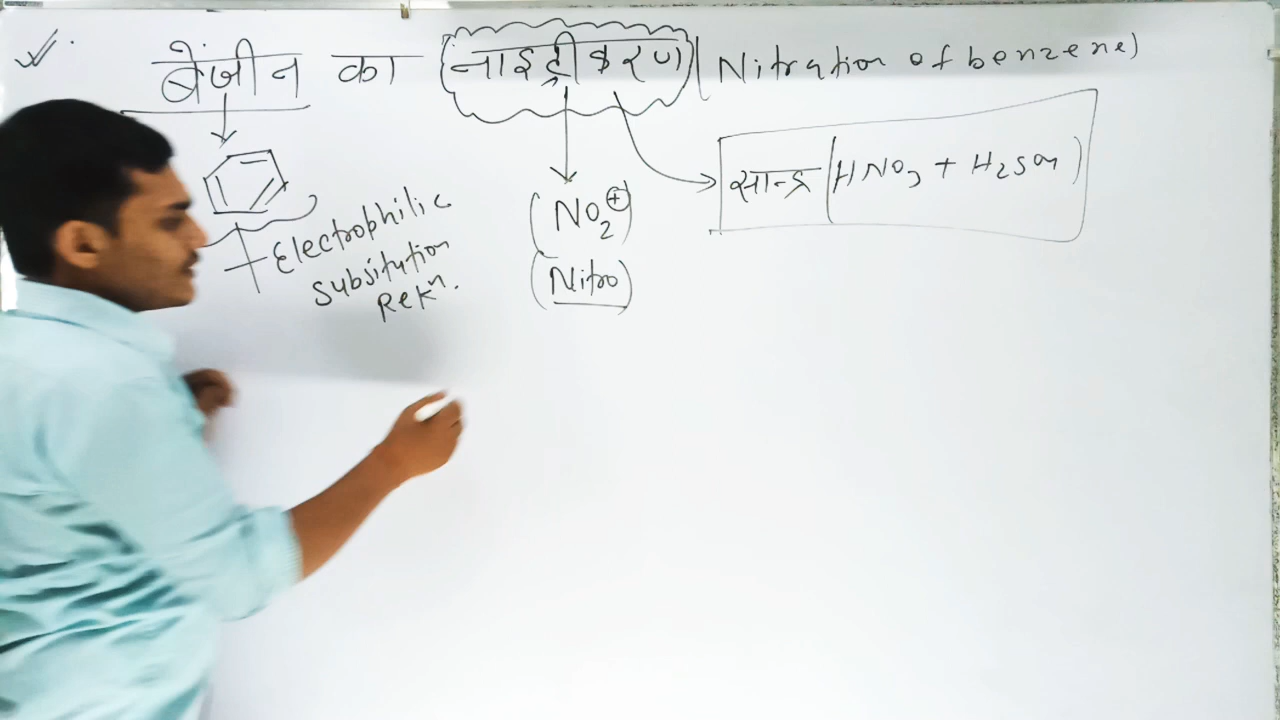 बेंजीन का (नाइट्रीकरण) (Nitration of benzene)
सान्द्र (HNO3 + H2SO4)
NO2⊕
(Nitro)
Electrophilic
Subsitution
Rekn.